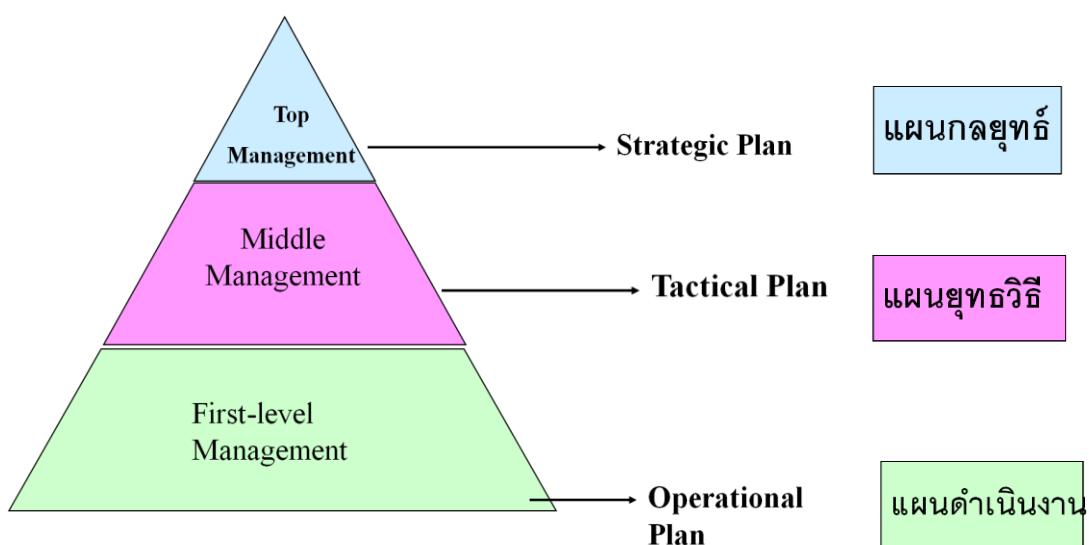 Top
Management
Strategic Plan
แผนกลยุทธ์
Middle
Management
Tactical Plan
แผนยุทธวิธี
First-level
Management
Operational
Plan
แผนดำเนินงาน